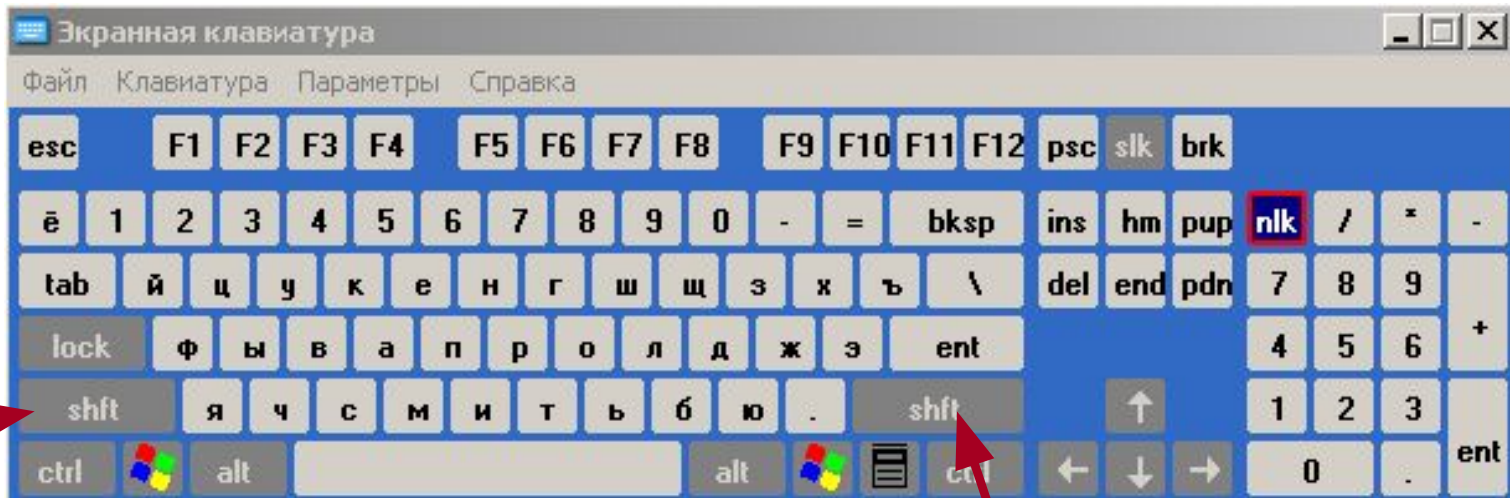 Экранная клавиатура
Файл Клавиатура Параметры Справка
esc F1 F2 F3 F4 F5 F6 F7 F8 F9 F10 F11 F12 psc slk brk
ё 1 2 3 4 5 6 7 8 9 0 - = bksp ins hm pup nlk / * -
tab й ц у к е н г ш щ з х ъ \ del end pdn 7 8 9 +
lock ф ы в а п р о л д ж э ent 4 5 6
shft я ч с м и т ь б ю . shft ↑ 1 2 3 ent
ctrl alt alt ctrl ← ↓ → 0 .